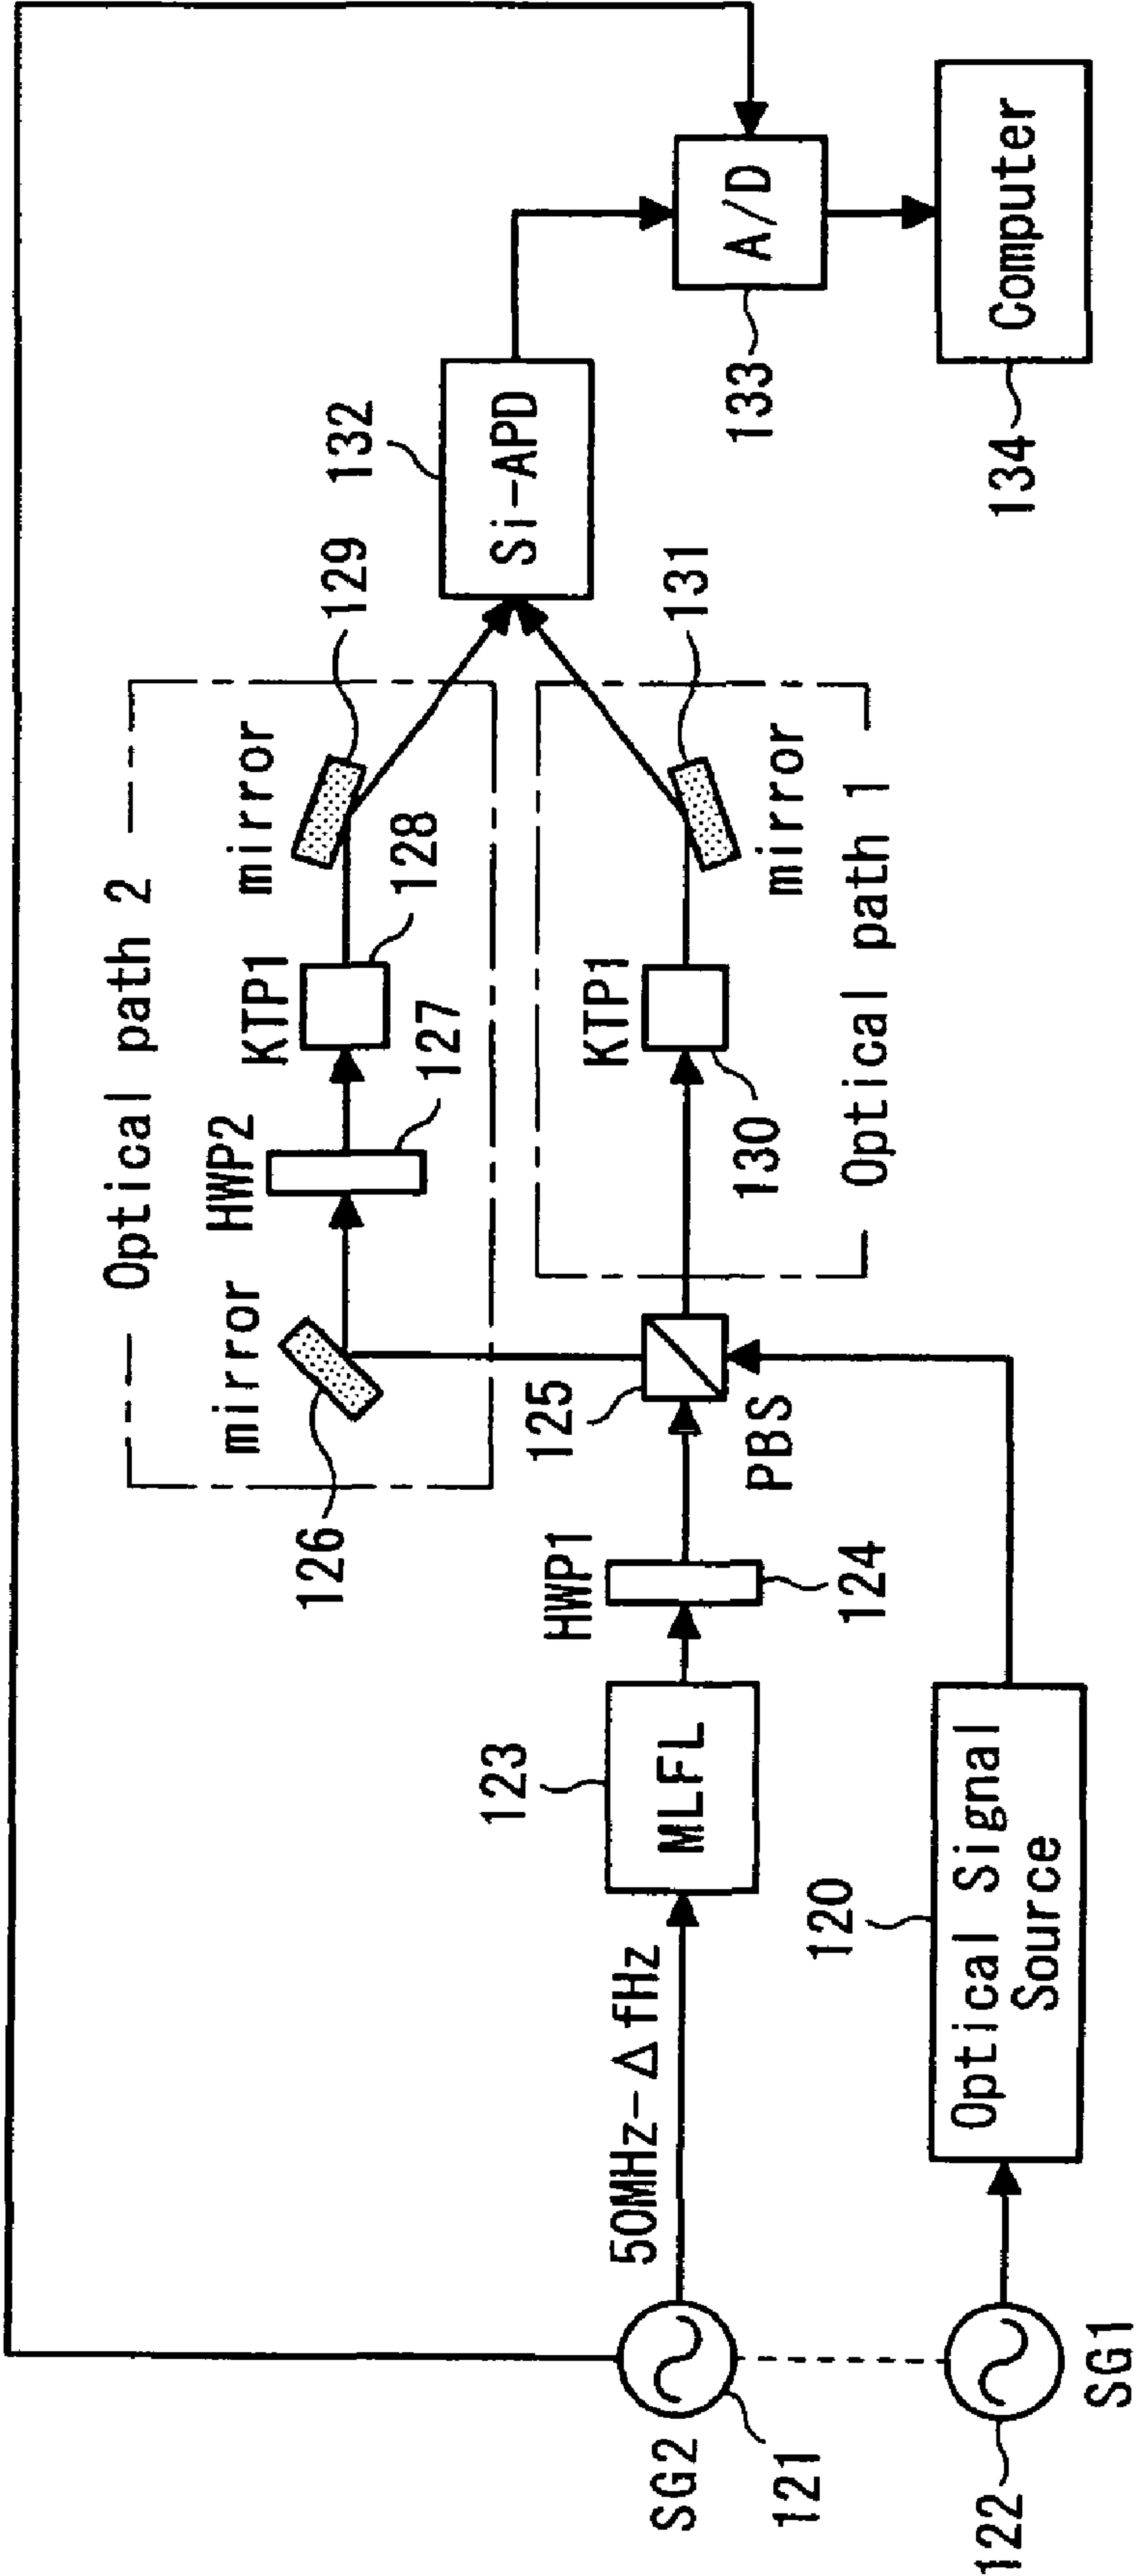 Optical path 2
mirror
126
HWP2
127
KTP1
128
mirror
129
132
Si-APD
A/D
133
Computer
134
SG2
121
50MHz-ΔfHz
123
MLFL
HWP1
124
125
PBS
KTP1
130
131
mirror
Optical path 1
122
SG1
120
Optical Signal
Source